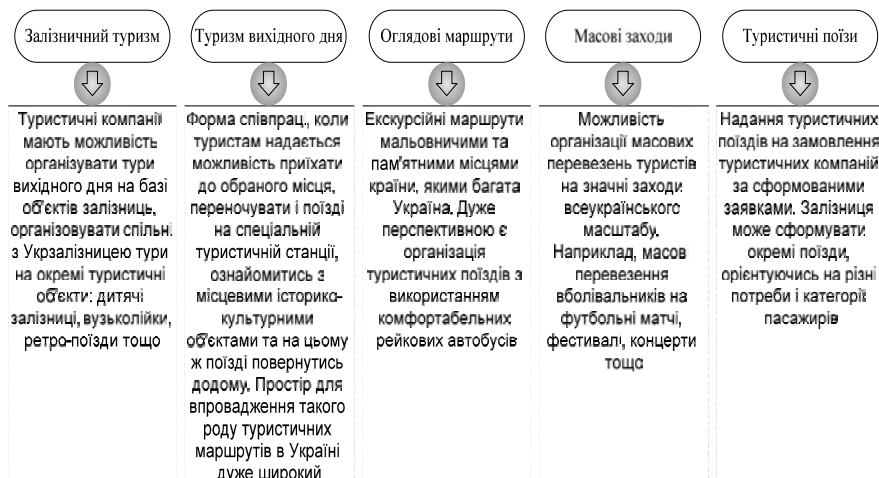 Залізничний туризм
Туристичні компанії
мають можливість
організувати тури
вихідного дня на базі
об'єктів залізниць,
організовувати спільні
з Укрзалізницею тури
на окремі туристичні
об'єкти: дитячі
залізниці, вузьколійки,
ретро-поїзди тощо
Туризм вихідного дня
Форма співпрац., коли
туристам надається
можливість приїхати
до обраного місця,
переночувати і поїзді
на спеціальній
туристичній станції,
ознайомитись з
місцевими історико-
культурними
об'єктами та на цьому
ж поїзді повернутись
додому. Простір для
впровадження такого
роду туристичних
маршрутів в Україні
дуже широкий
Оглядові маршрути
Екскурсійні маршрути
мальовничими та
пам'ятними місцями
країни, якими багата
Україна. Дуже
перспективною є
організація
туристичних поїздів з
використанням
комфортабельних
рейкових автобусів
Масові заходи
Можливість
організації масових
перевезень туристів
на значні заходи
всеукраїнського
масштабу.
Наприклад, масов
перевезення
вболівальників на
футбольні матчі,
фестивалі, концерти
тощо
Туристичні поїзи
Надання туристичних
поїздів на замовлення
туристичних компаній
за сформованими
заявками. Залізниця
може сформувати
окремі поїзди,
орієнтуючись на різні
потреби і категорії
пасажирів